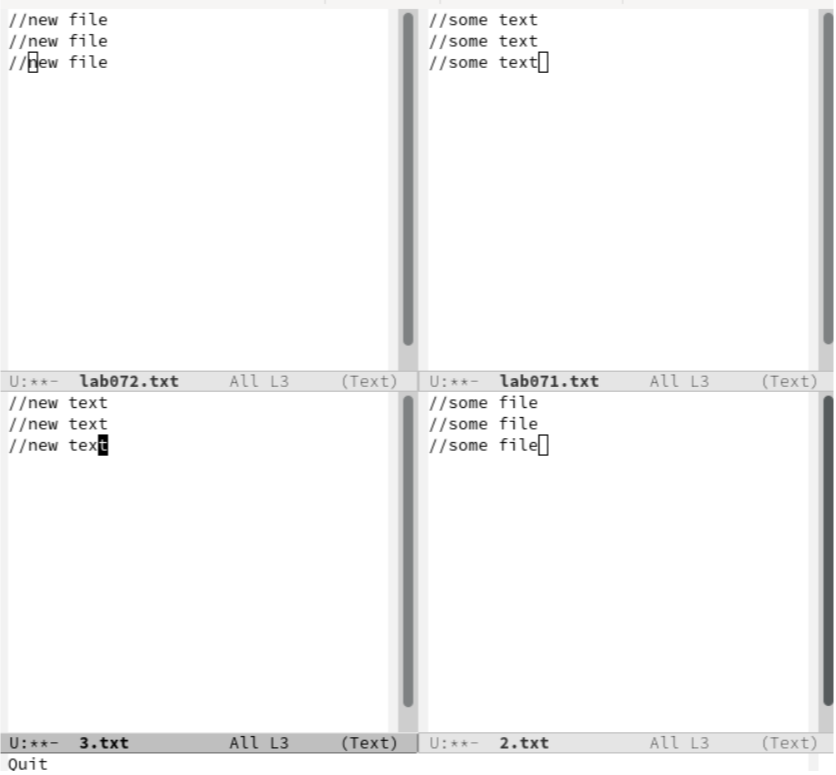 //new file
//new file
//new file
U:**-  lab072.txt     All L3     (Text)
//some text
//some text
//some text
U:**-  lab071.txt     All L3     (Text)
//new text
//new text
//new text
U:**-  3.txt          All L3     (Text)
//some file
//some file
//some file
U:**-  2.txt          All L3     (Text)
Quit